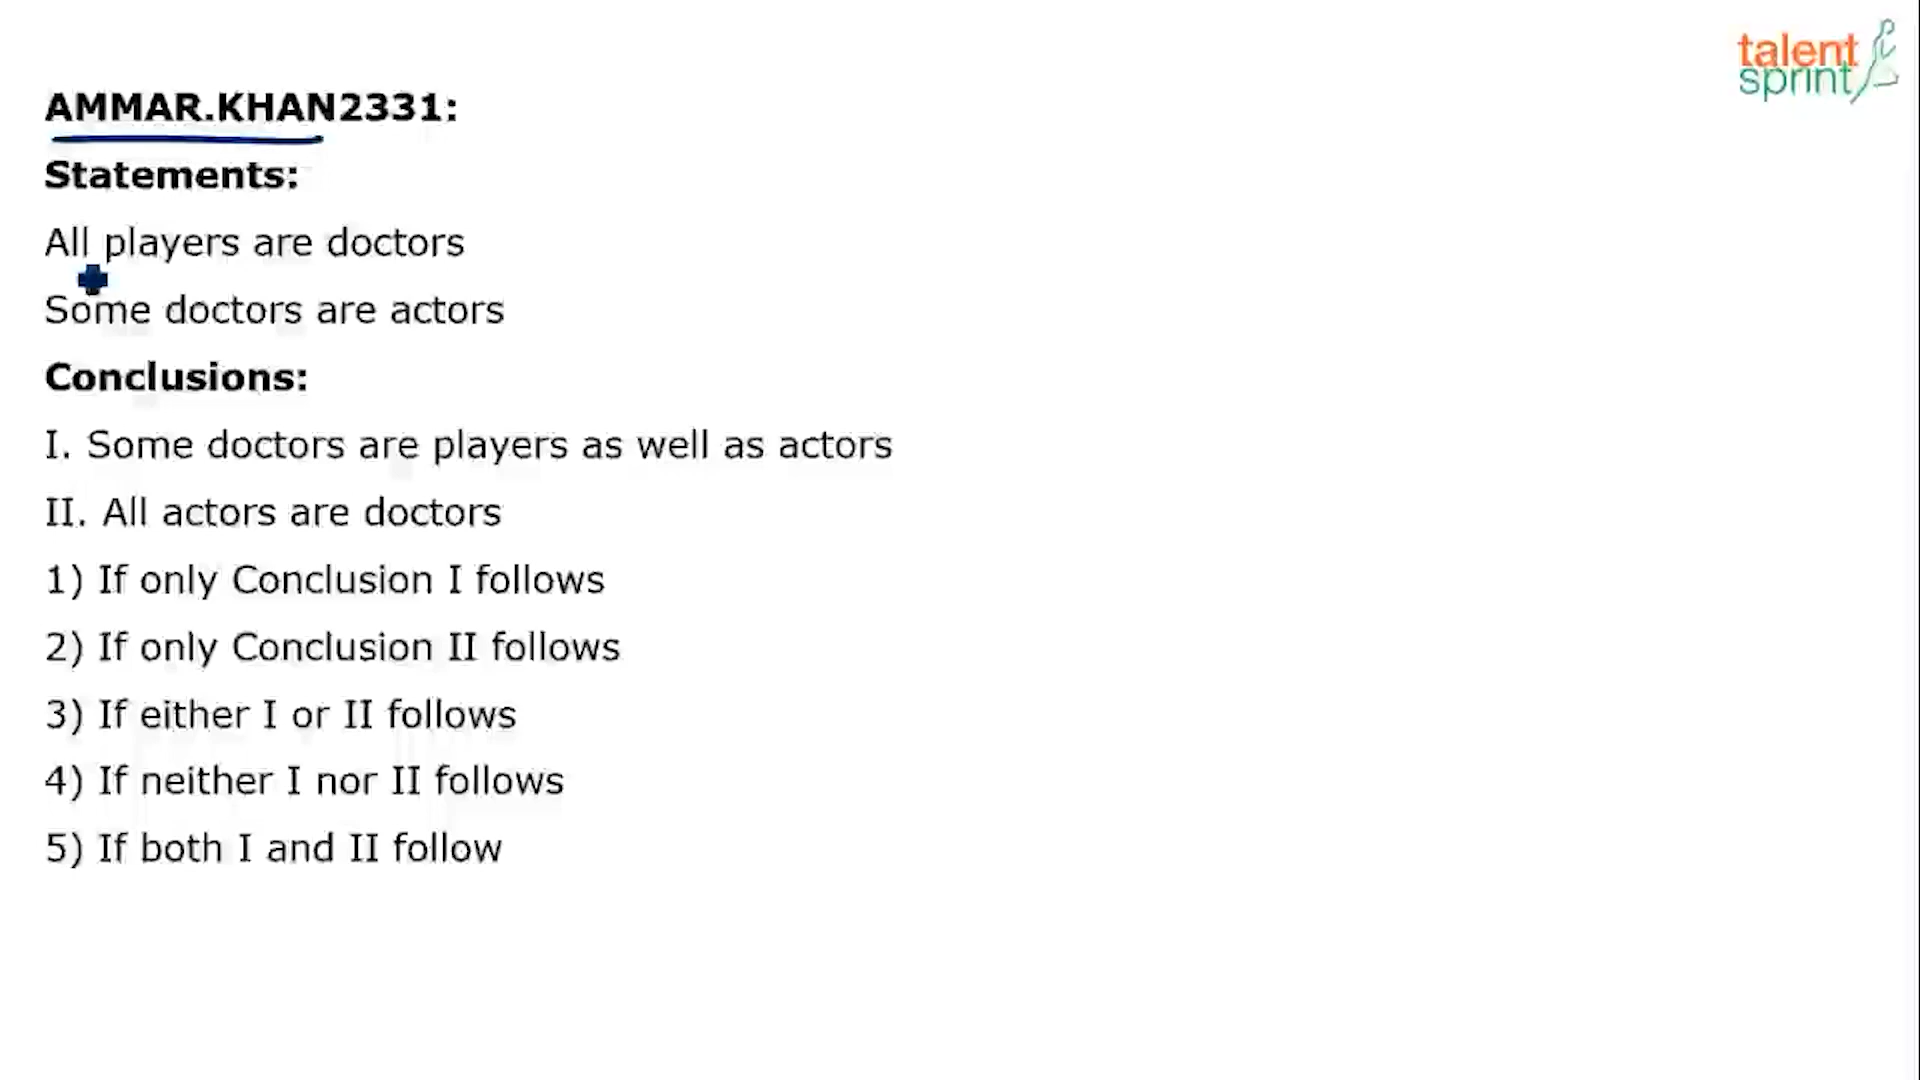 talent
sprint
AMMAR.KHAN2331:
Statements:
All players are doctors
Some doctors are actors
Conclusions:
I. Some doctors are players as well as actors
II. All actors are doctors
1) If only Conclusion I follows
2) If only Conclusion II follows
3) If either I or II follows
4) If neither I nor II follows
5) If both I and II follow